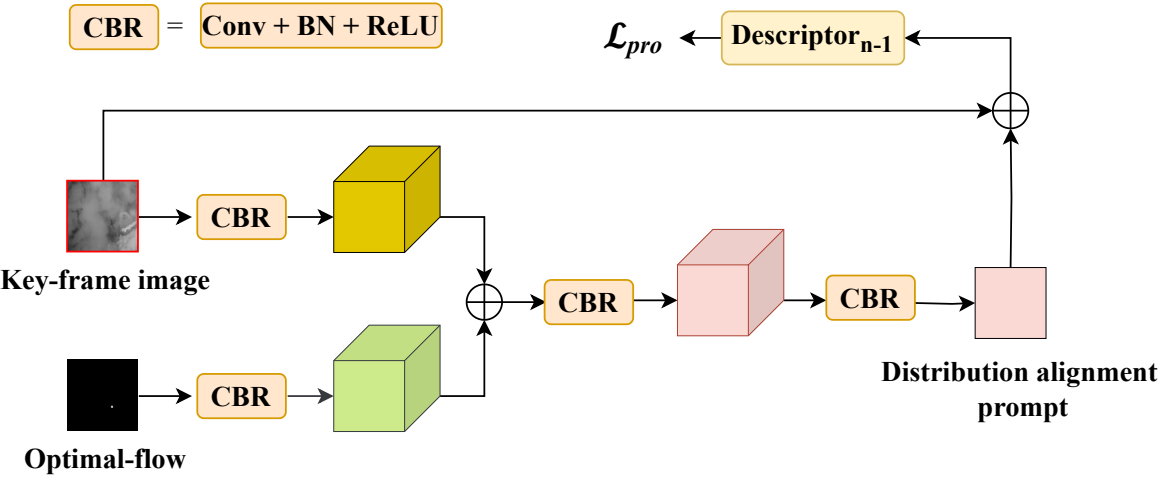 CBR = Conv + BN + ReLU
ℒpro Descriptorn-1
CBR
Key-frame image
CBR CBR
CBR
Distribution alignment
prompt
Optimal-flow